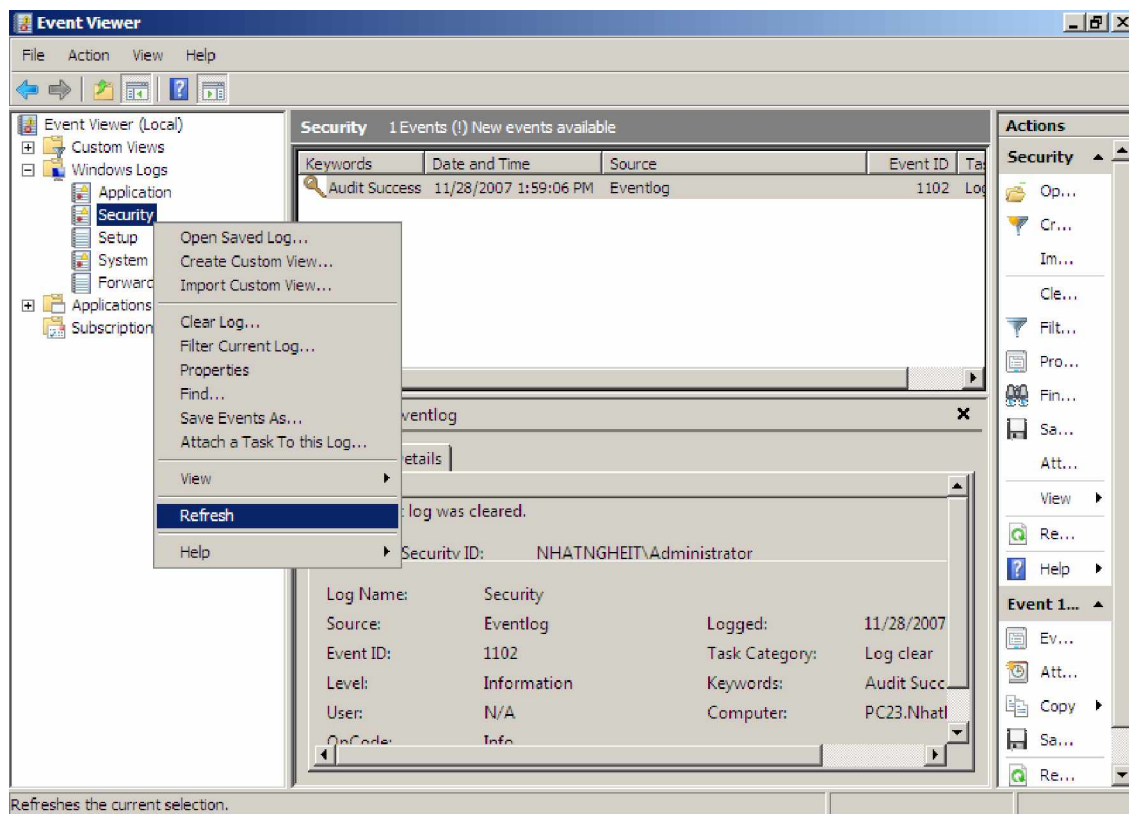 Event Viewer
File Action View Help
Event Viewer (Local)
Custom Views
Windows Logs
Application
Security
Setup
System
Forward
Applications
Subscription
Open Saved Log...
Create Custom View...
Import Custom View...
Clear Log...
Filter Current Log...
Properties
Find...
Save Events As...
Attach a Task To this Log...
View
Refresh
Help
Security 1 Events (!) New events available
Keywords Date and Time Source Event ID Tas
Audit Success 11/28/2007 1:59:06 PM Eventlog 1102 Log
ventlog
etails
log was cleared.
Security ID: NHATNGHEIT\Administrator
Log Name: Security
Source: Eventlog Logged: 11/28/2007
Event ID: 1102 Task Category: Log clear
Level: Information Keywords: Audit Succ
User: N/A Computer: PC23.Nhatl
OpCode: Info
Actions
Security
Op...
Cr...
Im...
Cle...
Filt...
Pro...
Fin...
Sa...
Att...
View
Re...
Help
Event 1...
Ev...
Att...
Copy
Sa...
Re...
Refreshes the current selection.